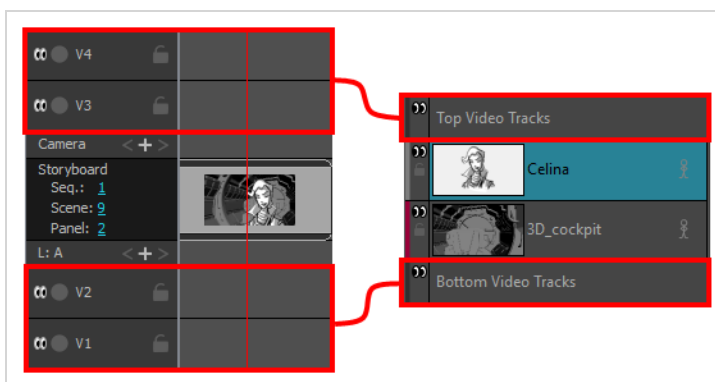 V4
V3
Camera < + >
Storyboard
Seq.: 1
Scene: 9
Panel: 2
L: A < + >
V2
V1
Top Video Tracks
Celina
3D_cockpit
Bottom Video Tracks